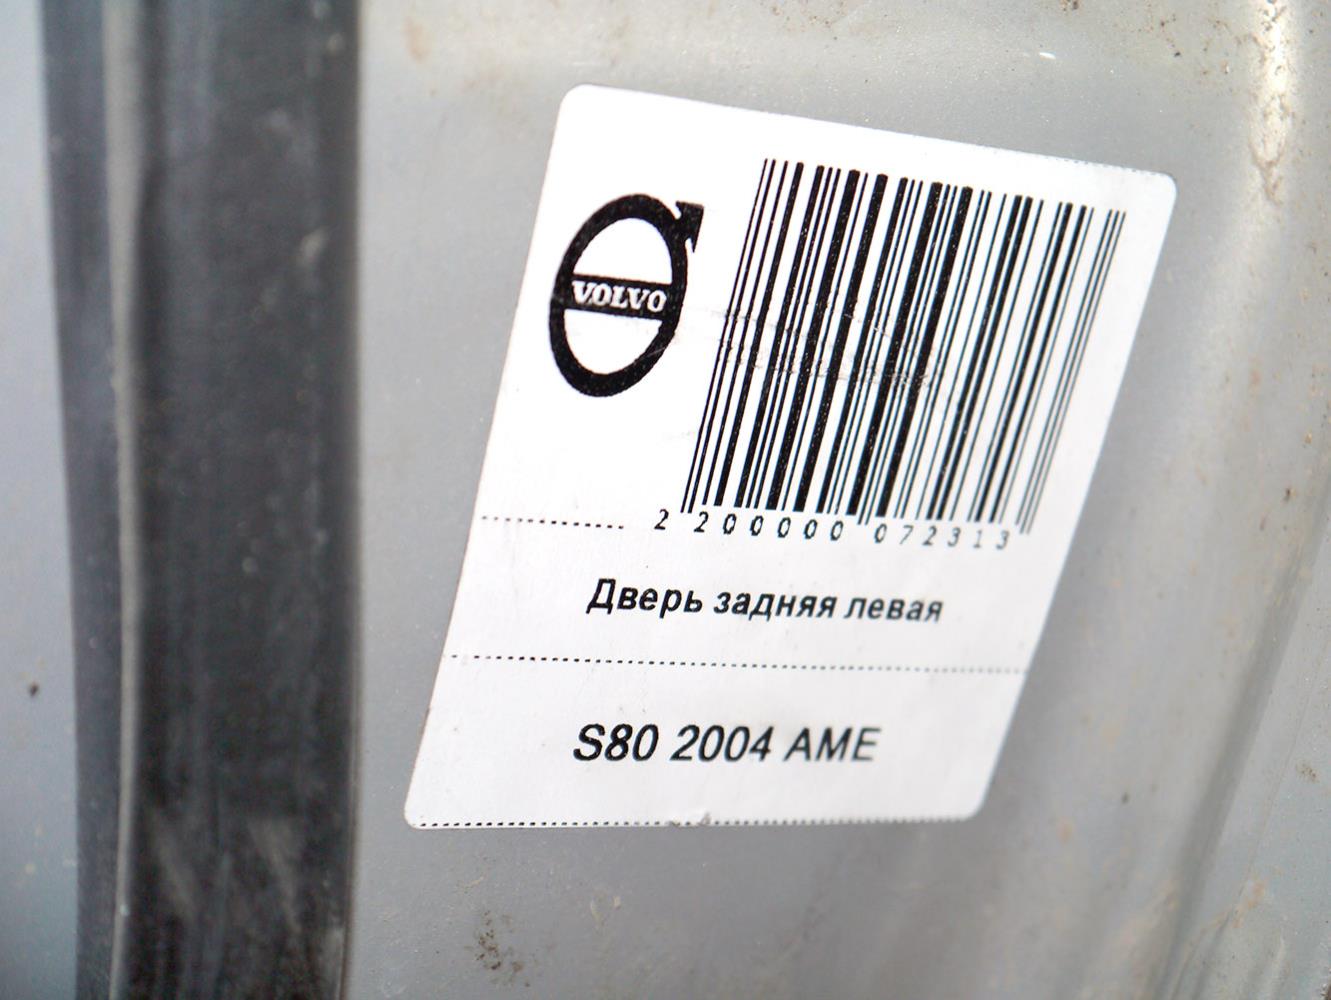 VOLVO
2 200000 072313
Дверь задняя левая
S80 2004 AME